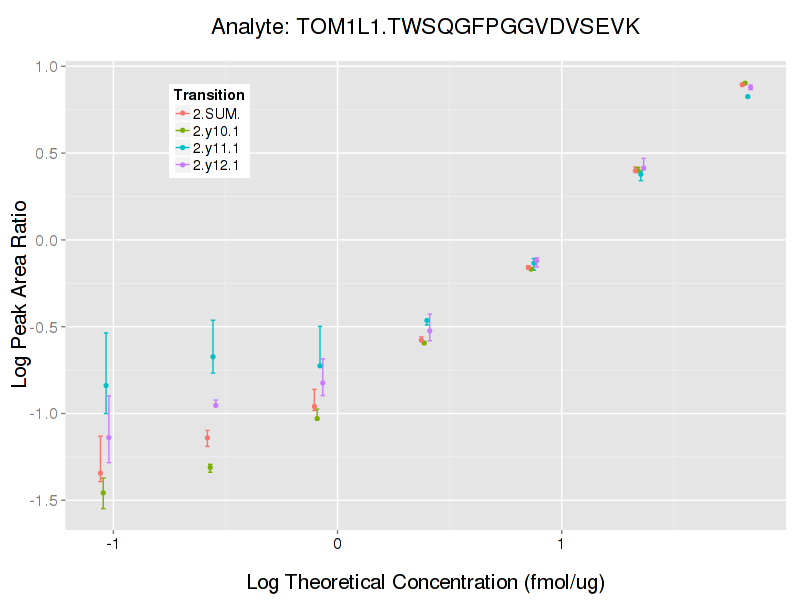 Analyte: TOM1L1.TWSQGFPGGVDVSEVK
Log Peak Area Ratio
1.0
0.5
0.0
-0.5
-1.0
-1.5
Transition
2.SUM.
2.y10.1
2.y11.1
2.y12.1
-1
0
1
Log Theoretical Concentration (fmol/ug)